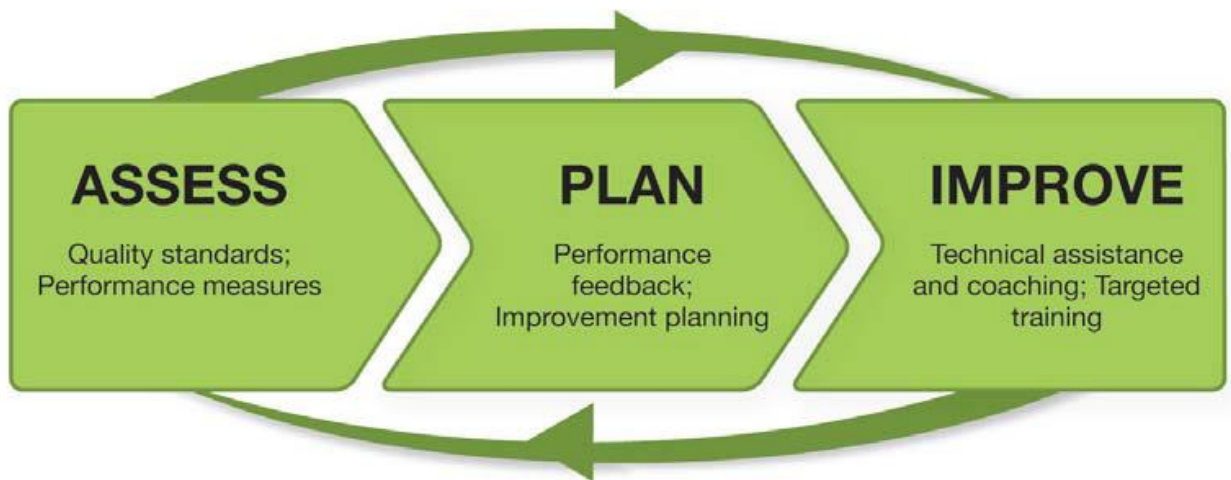 ASSESS
Quality standards;
Performance measures
PLAN
Performance
feedback;
Improvement planning
IMPROVE
Technical assistance
and coaching; Targeted
training